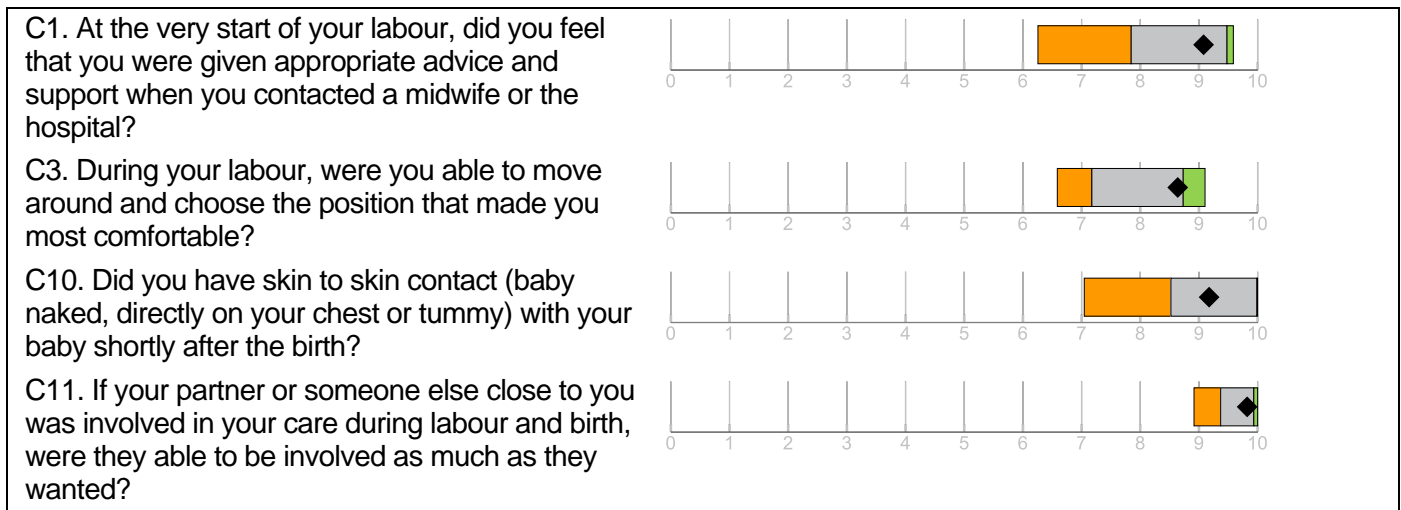 C1. At the very start of your labour, did you feel
that you were given appropriate advice and
support when you contacted a midwife or the
hospital?
0 1 2 3 4 5 6 7 8 9 10
C3. During your labour, were you able to move
around and choose the position that made you
most comfortable?
0 1 2 3 4 5 6 7 8 9 10
C10. Did you have skin to skin contact (baby
naked, directly on your chest or tummy) with your
baby shortly after the birth?
0 1 2 3 4 5 6 7 8 9 10
C11. If your partner or someone else close to you
was involved in your care during labour and birth,
were they able to be involved as much as they
wanted?
0 1 2 3 4 5 6 7 8 9 10